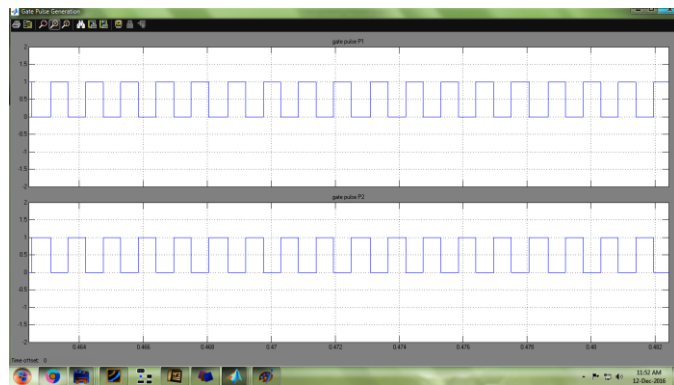 Gate Pulse Generation
gate pulse P1
2
1.5
1
0.5
0
-0.5
-1
-1.5
-2
gate pulse P2
2
1.5
1
0.5
0
-0.5
-1
-1.5
-2
0.464 0.466 0.468 0.47 0.472 0.474 0.476 0.478 0.48 0.482
Time offset: 0
11:52 AM
12-Dec-2016